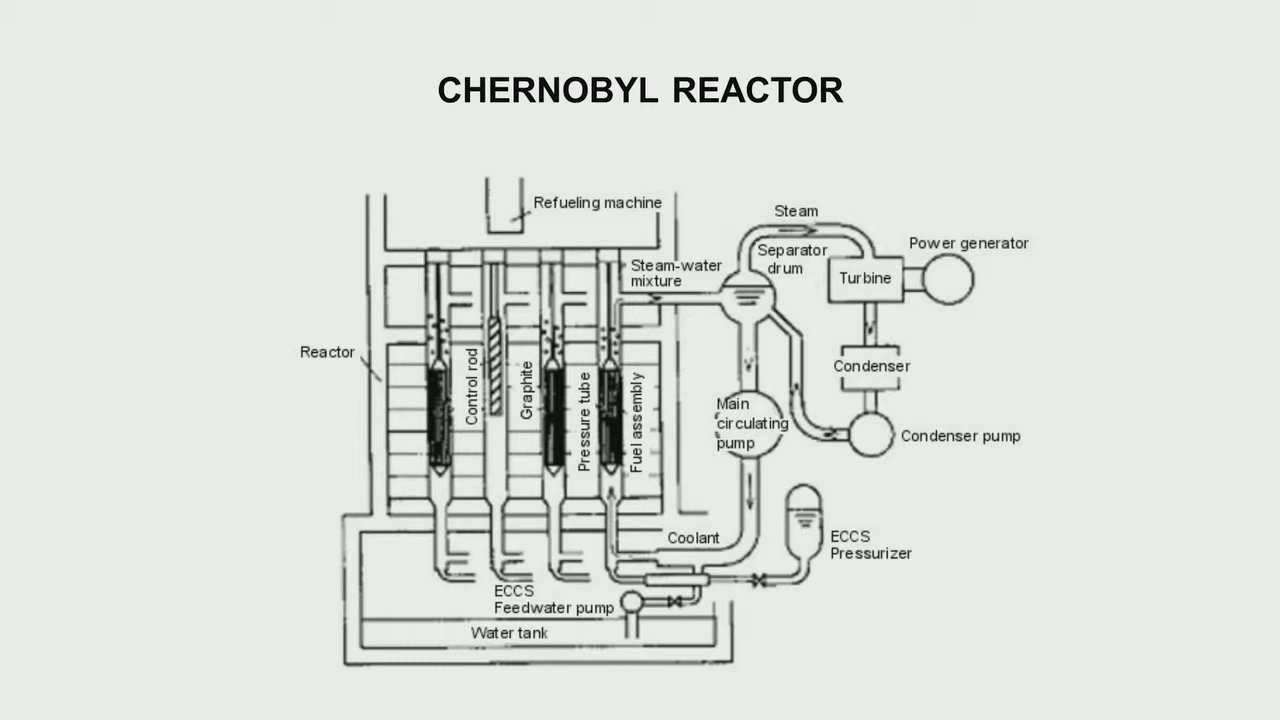 CHERNOBYL REACTOR
Refueling machine
Steam
Power generator
Separator
drum
Steam-water
mixture
Turbine
Reactor
Condenser
Control rod
Graphite
Pressure tube
Fuel assembly
Main
circulating
pump
Condenser pump
Coolant
ECCS
Pressurizer
ECCS
Feedwater pump
Water tank